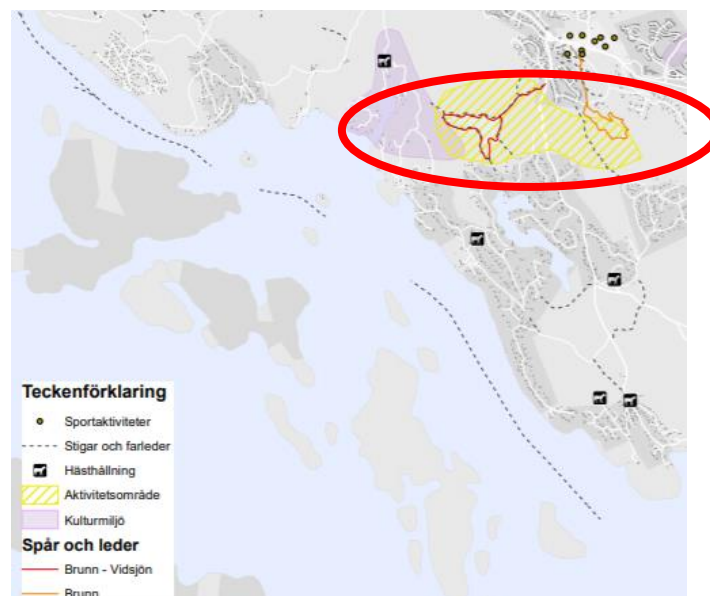 Teckenförklaring
Sportaktiviteter
Stigar och farleder
Hästhållning
Aktivitetsområde
Kulturmiljö
Spår och leder
Brunn - Vidsjön
Brunn